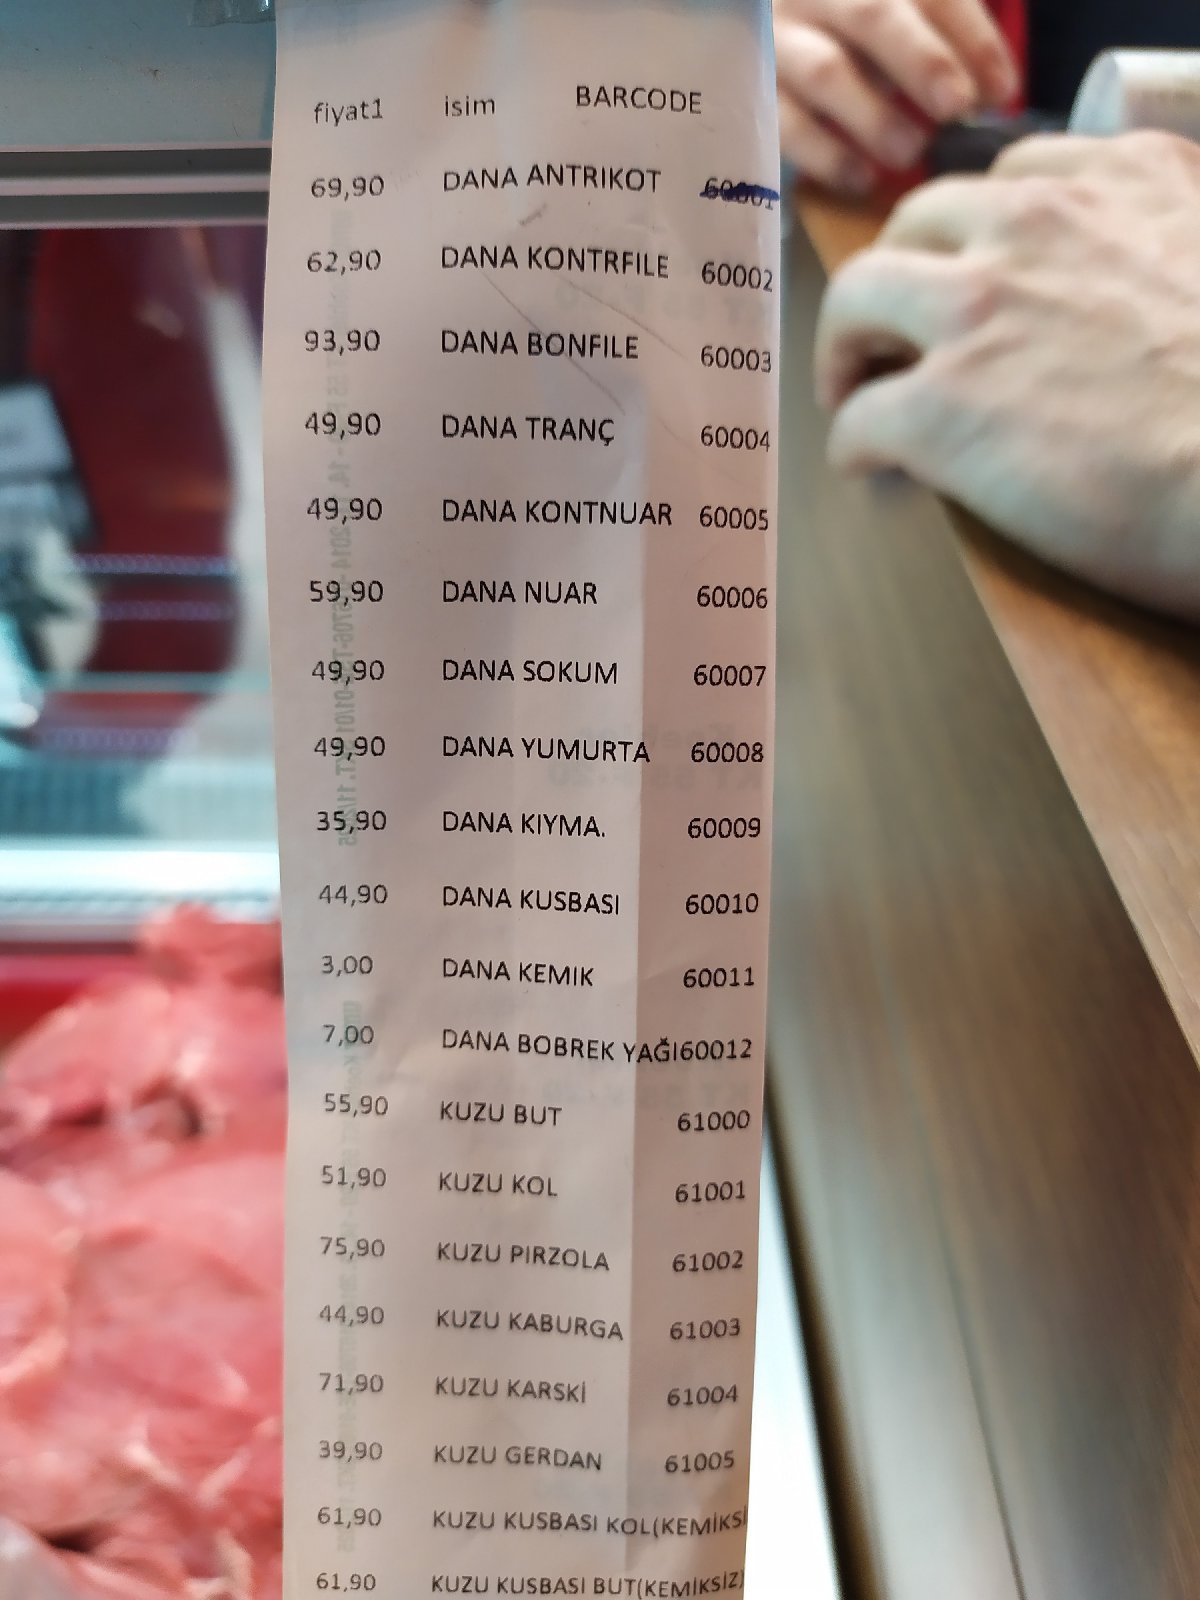 fiyat1 isim BARCODE
69,90 DANA ANTRIKOT 60001
62,90 DANA KONTRFILE 60002
93,90 DANA BONFILE 60003
49,90 DANA TRANÇ 60004
49,90 DANA KONTNUAR 60005
59,90 DANA NUAR 60006
49,90 DANA SOKUM 60007
49,90 DANA YUMURTA 60008
35,90 DANA KIYMA. 60009
44,90 DANA KUSBASI 60010
3,00 DANA KEMIK 60011
7,00 DANA BOBREK YAĞI60012
55,90 KUZU BUT 61000
51,90 KUZU KOL 61001
75,90 KUZU PIRZOLA 61002
44,90 KUZU KABURGA 61003
71,90 KUZU KARSKİ 61004
39,90 KUZU GERDAN 61005
61,90 KUZU KUSBASI KOL(KEMİKSİ
61,90 KUZU KUSBASI BUT(KEMİKSİZ)